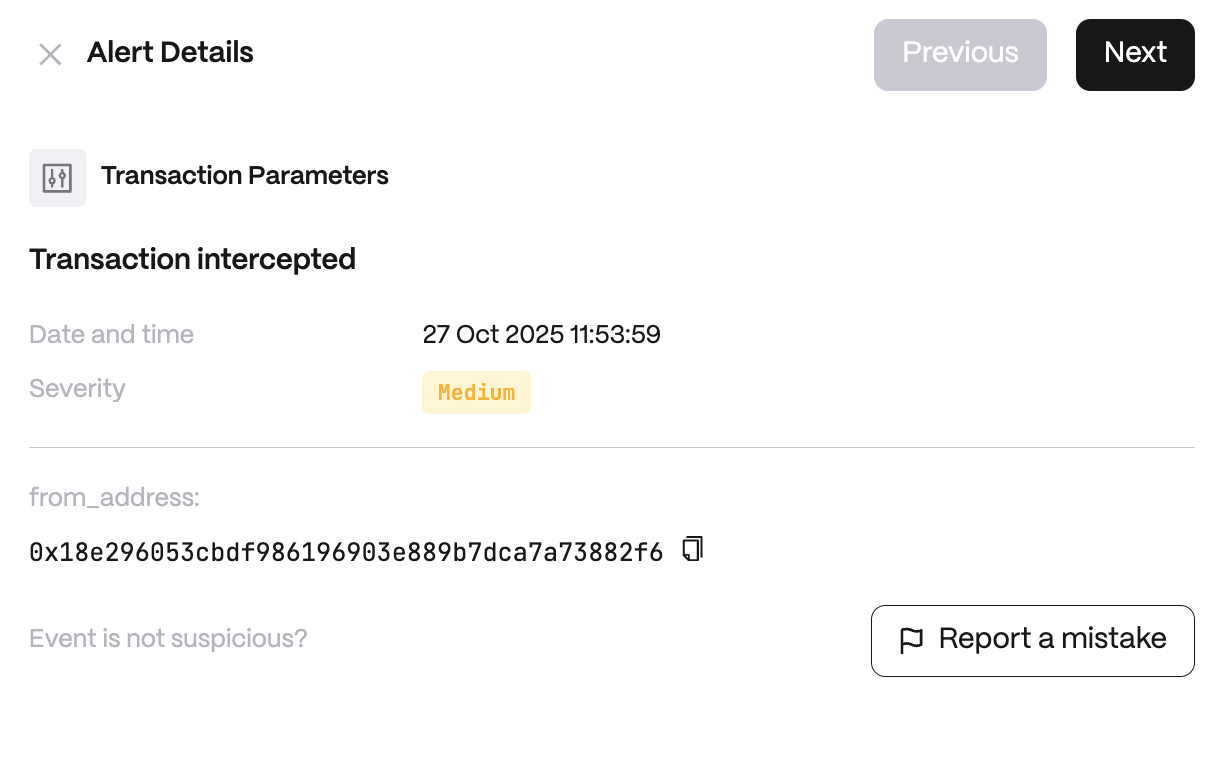 Alert Details
Previous
Next
Transaction Parameters
Transaction intercepted
Date and time 27 Oct 2025 11:53:59
Severity Medium
from_address:
0x18e296053cbdf986196903e889b7dca7a73882f6
Event is not suspicious?
Report a mistake